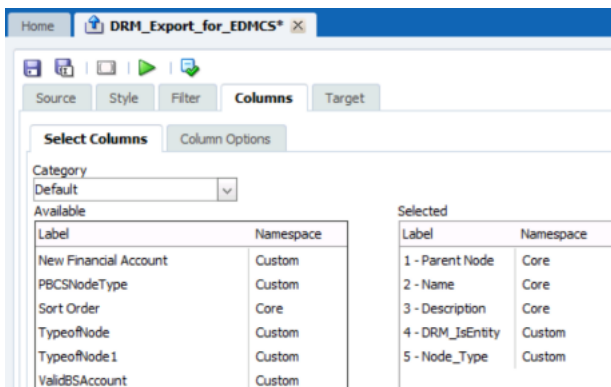 Home DRM_Export_for_EDMCS*
Source Style Filter Columns Target
Select Columns Column Options
Category
Default
Available Selected
Label Namespace Label Namespace
New Financial Account Custom 1 - Parent Node Core
PBCSNodeType Custom 2 - Name Core
Sort Order Core 3 - Description Core
TypeofNode Custom 4 - DRM_IsEntity Custom
TypeofNode1 Custom 5 - Node_Type Custom
ValidBSAccount Custom